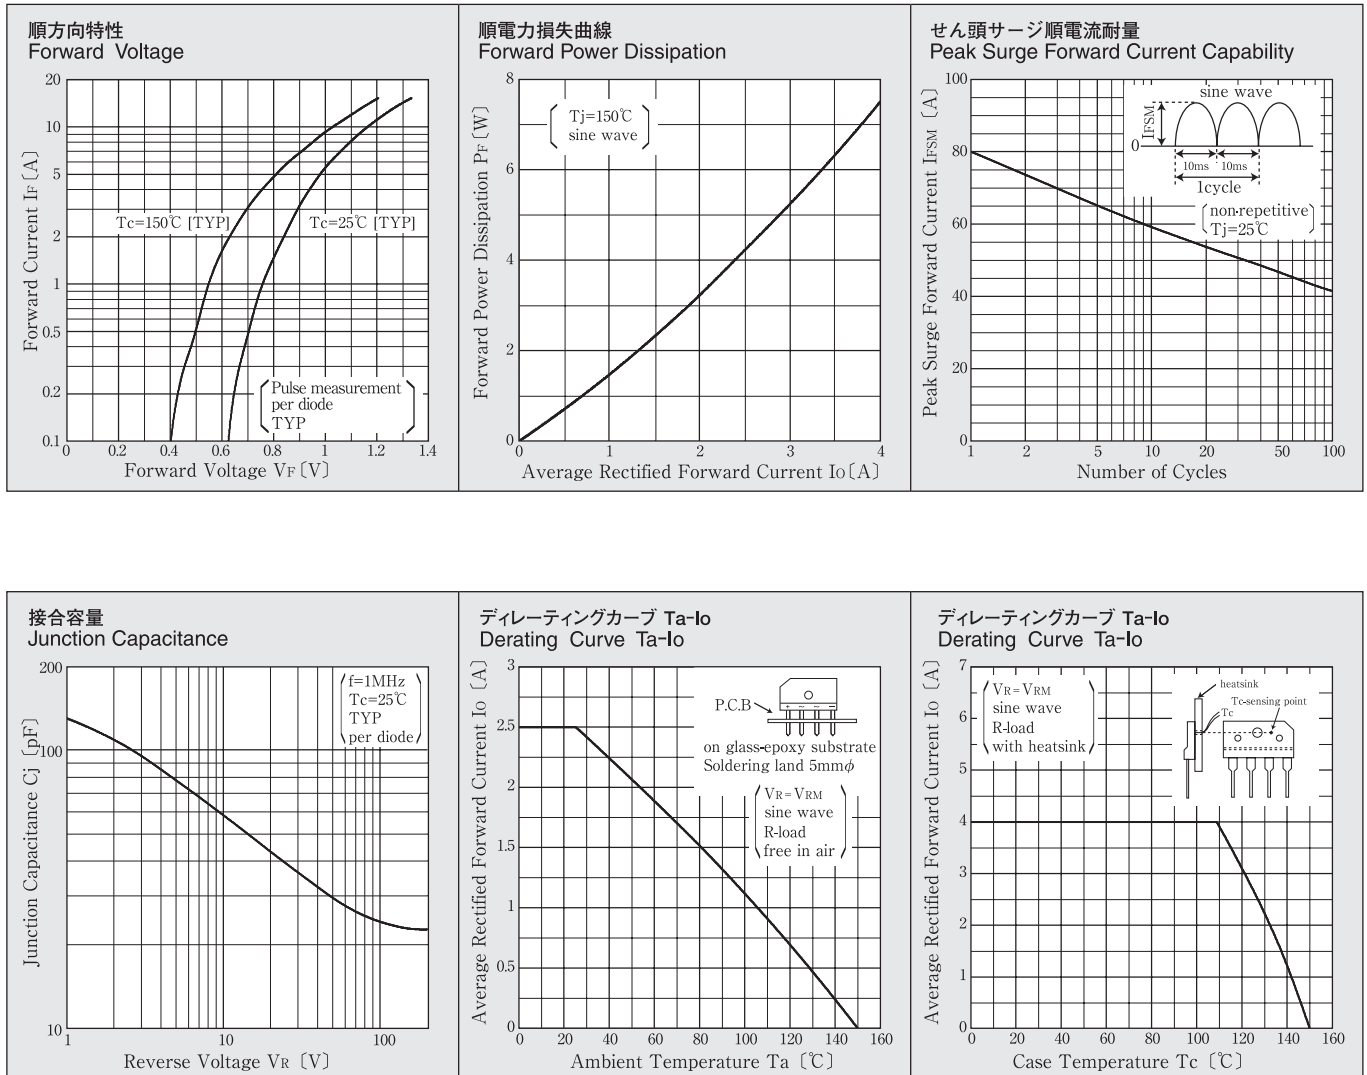 順方向特性
Forward Voltage
Forward Current IF〔A〕
20
10
5
2
1
0.5
0.2
0.1
Tc=150℃ [TYP]
Tc=25℃ [TYP]
Pulse measurement
per diode
TYP
0 0.2 0.4 0.6 0.8 1 1.2 1.4
Forward Voltage VF〔V〕
順電力損失曲線
Forward Power Dissipation
Forward Power Dissipation PF〔W〕
8
6
4
2
0
Tj=150℃
sine wave
0 1 2 3 4
Average Rectified Forward Current Io〔A〕
せん頭サージ順電流耐量
Peak Surge Forward Current Capability
Peak Surge Forward Current IFSM〔A〕
100
80
60
40
20
0
sine wave
IFSM
0
10ms 10ms
1cycle
non-repetitive
Tj=25℃
1 2 5 10 20 50 100
Number of Cycles
接合容量
Junction Capacitance
Junction Capacitance Cj〔pF〕
200
100
10
f=1MHz
Tc=25℃
TYP
per diode
1 10 100
Reverse Voltage VR〔V〕
ディレーティングカーブ Ta-Io
Derating Curve Ta-Io
Average Rectified Forward Current Io〔A〕
3
2.5
2
1.5
1
0.5
0
P.C.B
+ ~ ~ −
on glass-epoxy substrate
Soldering land 5mmφ
VR=VRM
sine wave
R-load
free in air
0 20 40 60 80 100 120 140 160
Ambient Temperature Ta〔℃〕
ディレーティングカーブ Ta-Io
Derating Curve Ta-Io
Average Rectified Forward Current Io〔A〕
7
6
5
4
3
2
1
0
VR=VRM
sine wave
R-load
with heatsink
heatsink
Tc-sensing point
Tc
0 20 40 60 80 100 120 140 160
Case Temperature Tc〔℃〕